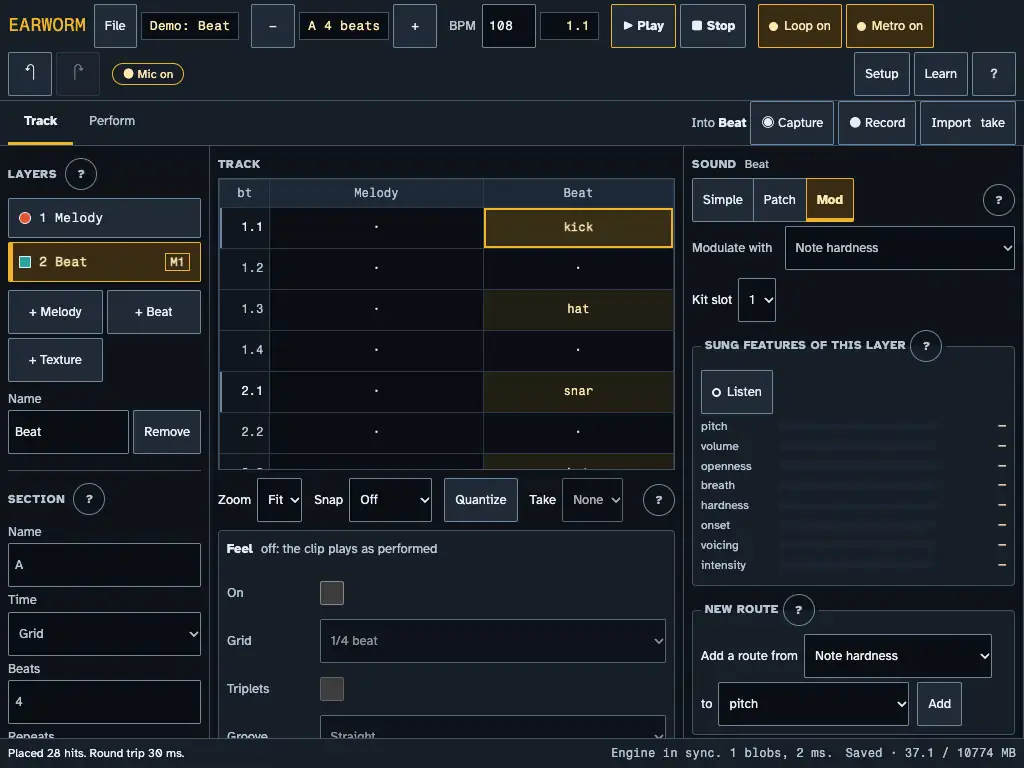 EARWORM File Demo: Beat − A 4 beats + BPM 108 1.1 Play Stop Loop on Metro on
Mic on Setup Learn ?
Track Perform Into Beat Capture Record Import take
LAYERS ?
1 Melody
2 Beat M1
+ Melody + Beat
+ Texture
Name
Beat Remove
SECTION ?
Name
A
Time
Grid
Beats
4
Repeats
TRACK
bt Melody Beat
1.1 · kick
1.2 · ·
1.3 · hat
1.4 · ·
2.1 · snar
2.2 · ·
Zoom Fit Snap Off Quantize Take None ?
Feel off: the clip plays as performed
On
Grid 1/4 beat
Triplets
Groove Straight
SOUND Beat
Simple Patch Mod ?
Modulate with Note hardness
Kit slot 1
SUNG FEATURES OF THIS LAYER ?
Listen
pitch –
volume –
openness –
breath –
hardness –
onset –
voicing –
intensity –
NEW ROUTE ?
Add a route from Note hardness
to pitch Add
Placed 28 hits. Round trip 30 ms. Engine in sync. 1 blobs, 2 ms. Saved · 37.1 / 10774 MB